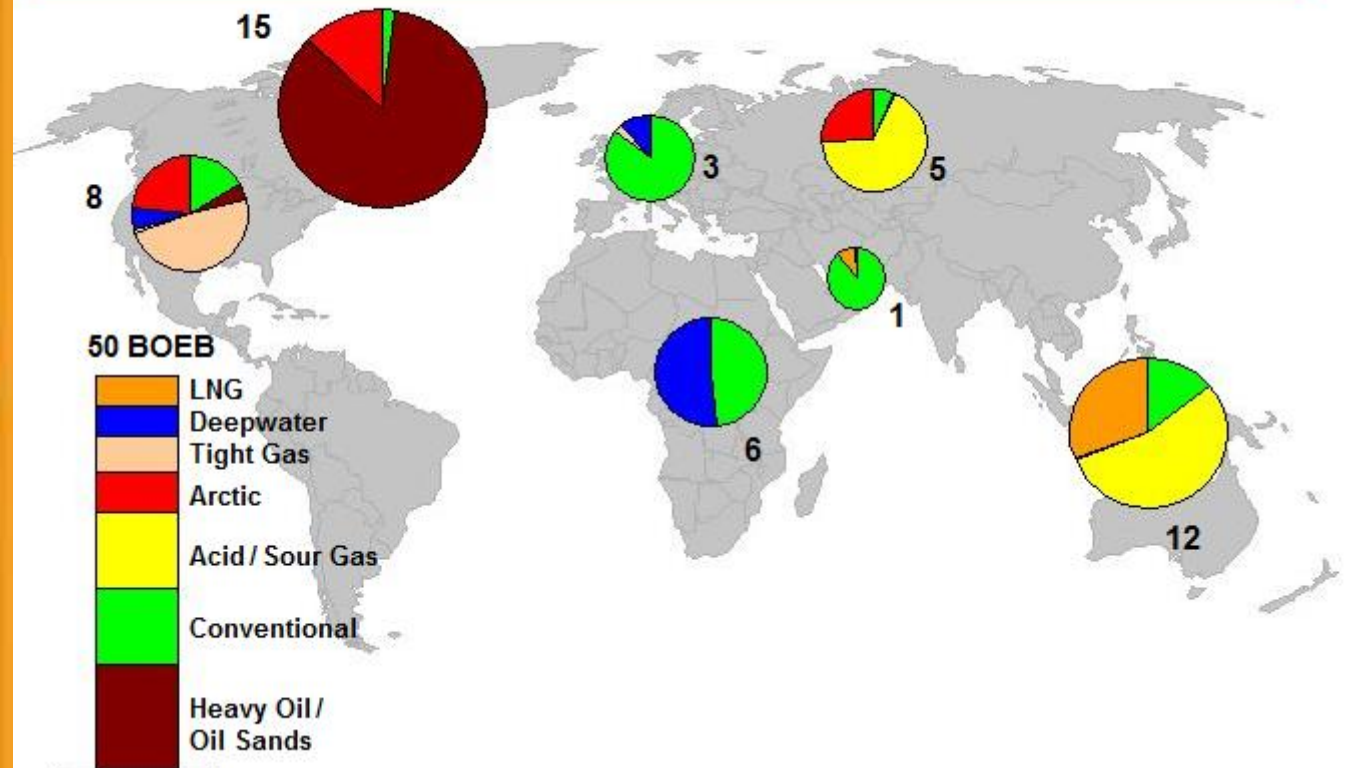 15
8
3
5
1
6
12
50 BOEB
LNG
Deepwater
Tight Gas
Arctic
Acid / Sour Gas
Conventional
Heavy Oil /
Oil Sands